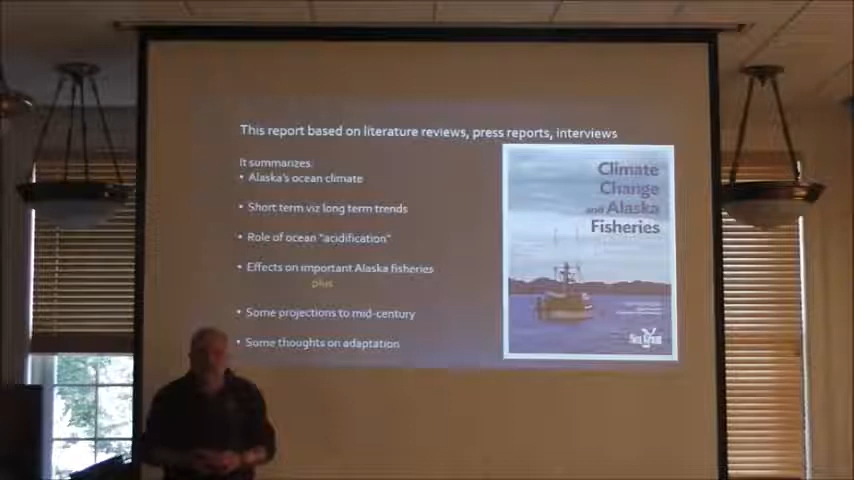 This report based on literature reviews, press reports, interviews
It summarizes:
• Alaska's ocean climate
• Short term viz long term trends
• Role of ocean "acidification"
• Effects on important Alaska fisheries
plus
• Some projections to mid-century
• Some thoughts on adaptation
Climate
Change
and Alaska
Fisheries
Sea Grant